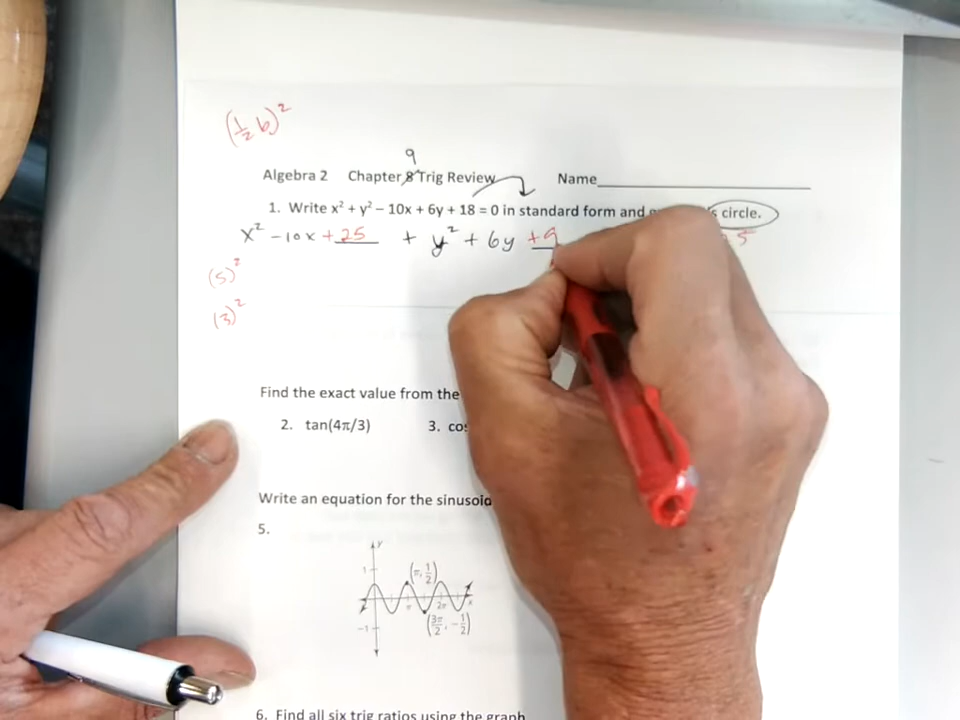 (½ b)²
9
Algebra 2 Chapter 8 Trig Review Name
1. Write x² + y² – 10x + 6y + 18 = 0 in standard form and circle.
x² – 10x + 25 + y² + 6y + 9
(5)²
(3)²
Find the exact value from the
2. tan(4π/3) 3. cos
Write an equation for the sinusoid
5.
y
1
(π, ½)
π 2π x
(3π/2, –½)
–1
6. Find all six trig ratios using the graph